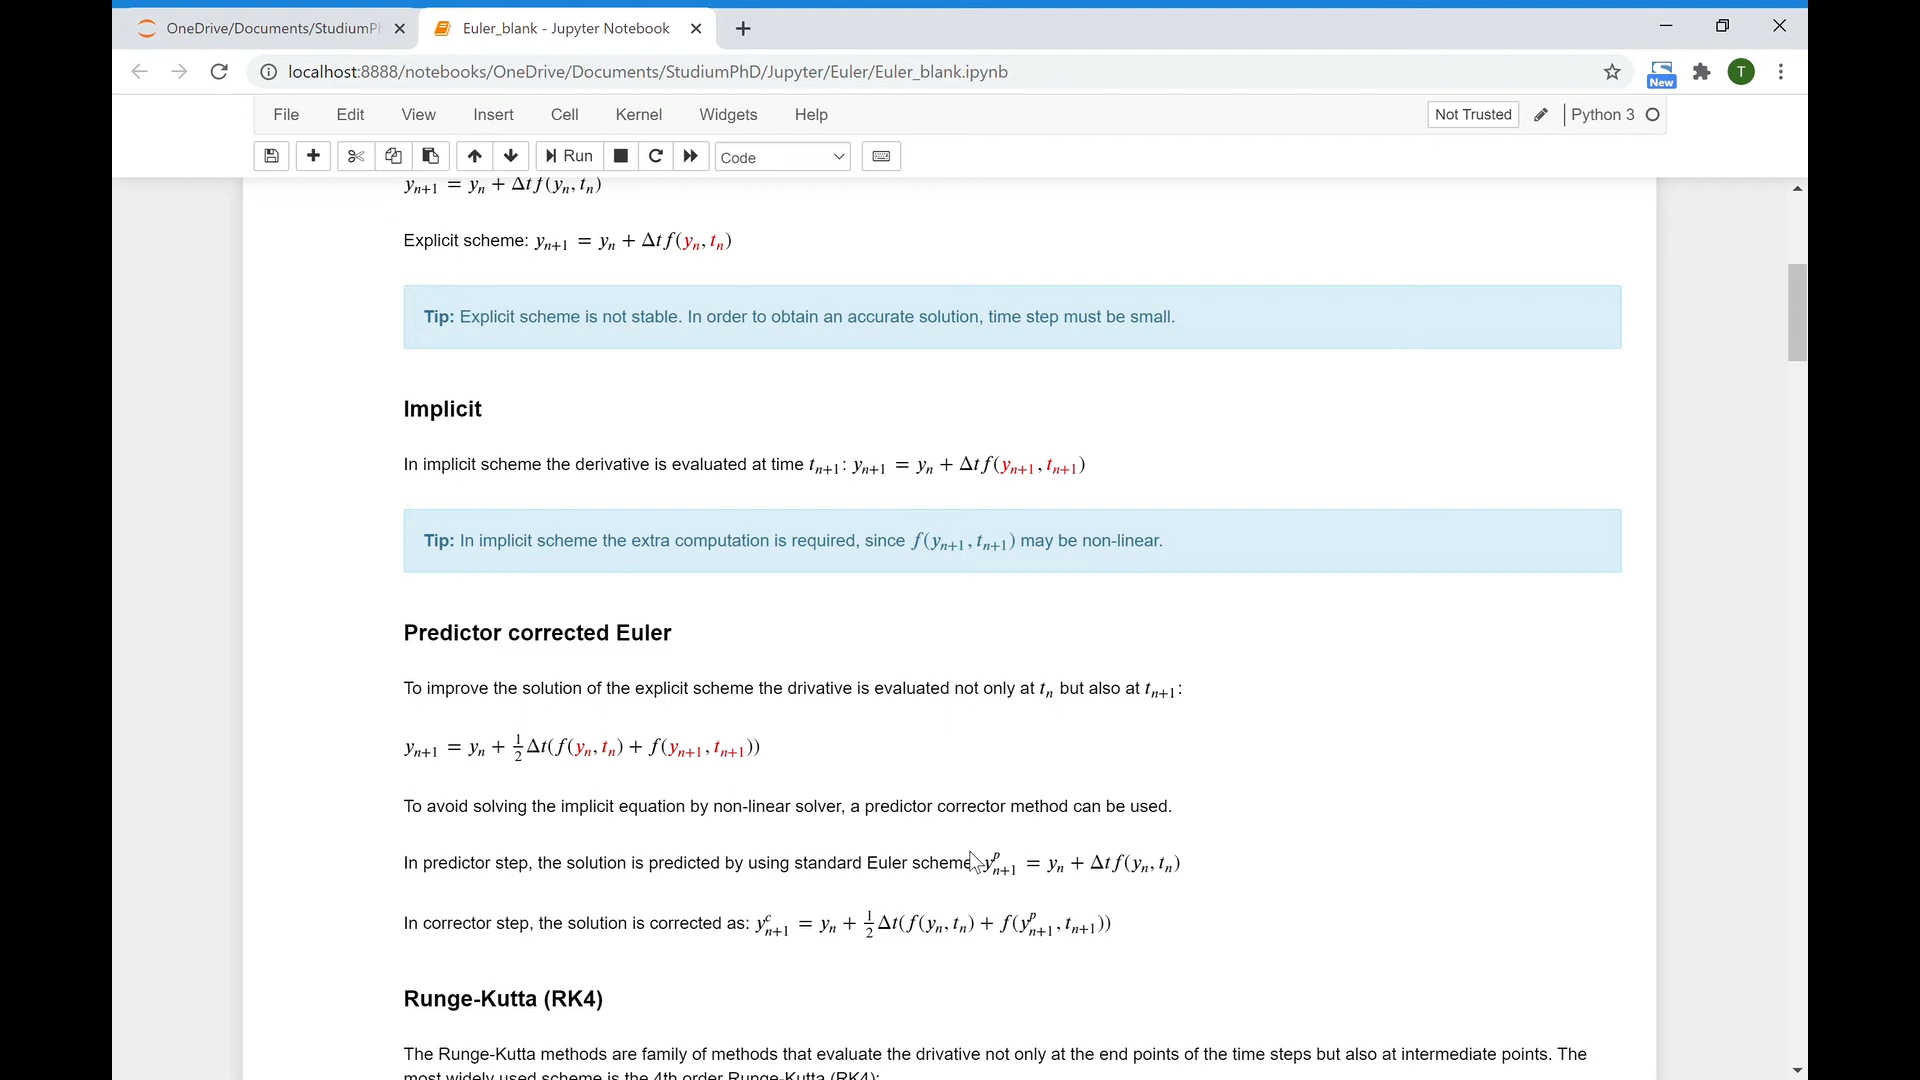 OneDrive/Documents/StudiumPh
Euler_blank - Jupyter Notebook
localhost:8888/notebooks/OneDrive/Documents/StudiumPhD/Jupyter/Euler/Euler_blank.ipynb
New
T
File Edit View Insert Cell Kernel Widgets Help
Not Trusted
Python 3
Run
Code
yₙ₊₁ = yₙ + Δt f(yₙ, tₙ)
Explicit scheme: yₙ₊₁ = yₙ + Δt f(yₙ, tₙ)
Tip: Explicit scheme is not stable. In order to obtain an accurate solution, time step must be small.
Implicit
In implicit scheme the derivative is evaluated at time tₙ₊₁: yₙ₊₁ = yₙ + Δt f(yₙ₊₁, tₙ₊₁)
Tip: In implicit scheme the extra computation is required, since f(yₙ₊₁, tₙ₊₁) may be non-linear.
Predictor corrected Euler
To improve the solution of the explicit scheme the drivative is evaluated not only at tₙ but also at tₙ₊₁:
yₙ₊₁ = yₙ + ½Δt(f(yₙ, tₙ) + f(yₙ₊₁, tₙ₊₁))
To avoid solving the implicit equation by non-linear solver, a predictor corrector method can be used.
In predictor step, the solution is predicted by using standard Euler scheme yᵖₙ₊₁ = yₙ + Δt f(yₙ, tₙ)
In corrector step, the solution is corrected as: yᶜₙ₊₁ = yₙ + ½Δt(f(yₙ, tₙ) + f(yᵖₙ₊₁, tₙ₊₁))
Runge-Kutta (RK4)
The Runge-Kutta methods are family of methods that evaluate the drivative not only at the end points of the time steps but also at intermediate points. The
most widely used scheme is the 4th order Runge-Kutta (RK4):